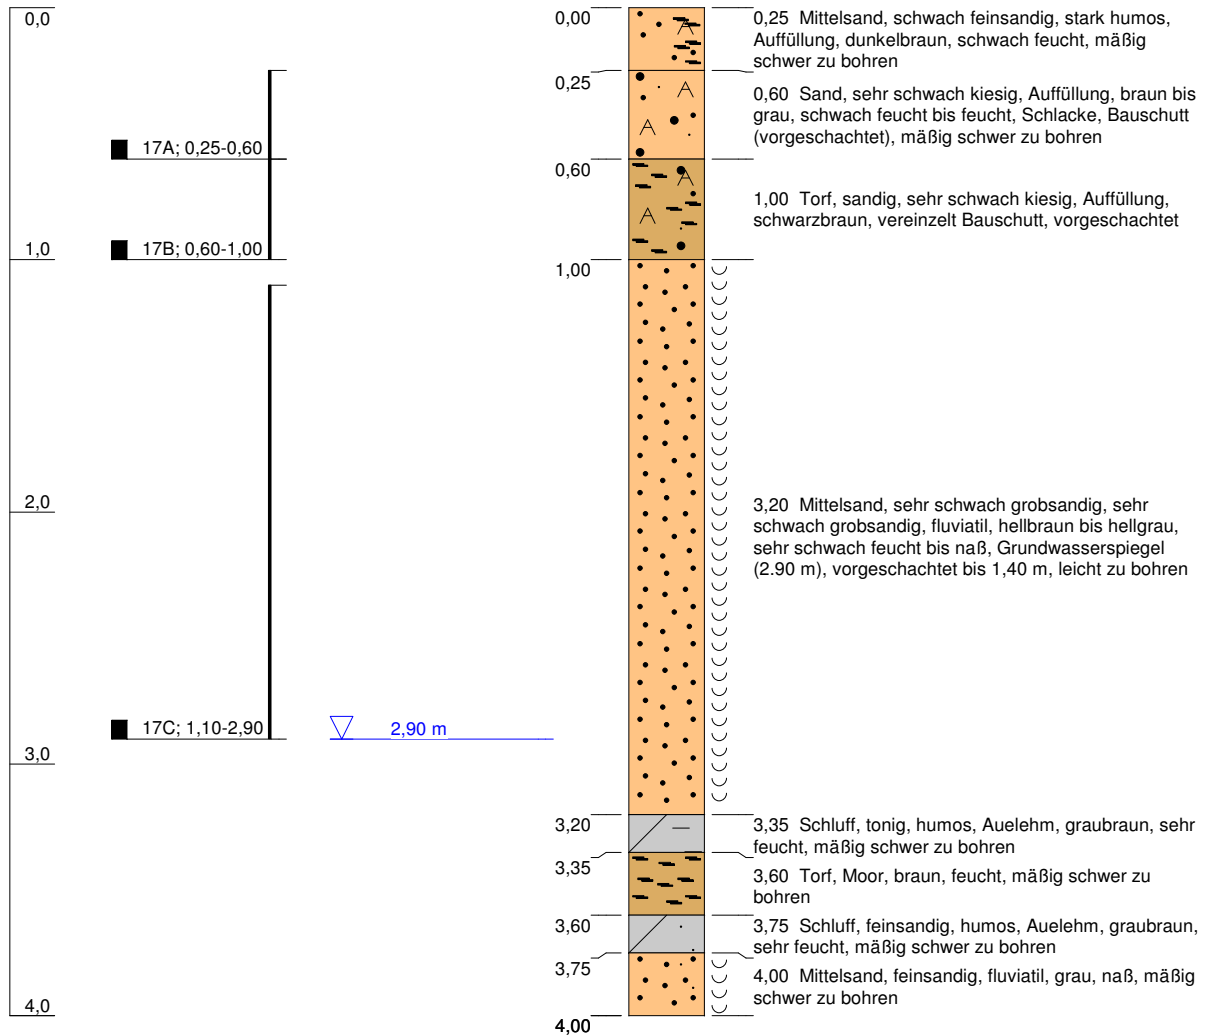 0,0
1,0
2,0
3,0
4,0
17A; 0,25-0,60
17B; 0,60-1,00
17C; 1,10-2,90
2,90 m
0,00
0,25
0,60
1,00
3,20
3,35
3,60
3,75
4,00
A
A
A
A
A
0,25 Mittelsand, schwach feinsandig, stark humos,
Auffüllung, dunkelbraun, schwach feucht, mäßig
schwer zu bohren
0,60 Sand, sehr schwach kiesig, Auffüllung, braun bis
grau, schwach feucht bis feucht, Schlacke, Bauschutt
(vorgeschachtet), mäßig schwer zu bohren
1,00 Torf, sandig, sehr schwach kiesig, Auffüllung,
schwarzbraun, vereinzelt Bauschutt, vorgeschachtet
3,20 Mittelsand, sehr schwach grobsandig, sehr
schwach grobsandig, fluviatil, hellbraun bis hellgrau,
sehr schwach feucht bis naß, Grundwasserspiegel
(2.90 m), vorgeschachtet bis 1,40 m, leicht zu bohren
3,35 Schluff, tonig, humos, Auelehm, graubraun, sehr
feucht, mäßig schwer zu bohren
3,60 Torf, Moor, braun, feucht, mäßig schwer zu
bohren
3,75 Schluff, feinsandig, humos, Auelehm, graubraun,
sehr feucht, mäßig schwer zu bohren
4,00 Mittelsand, feinsandig, fluviatil, grau, naß, mäßig
schwer zu bohren